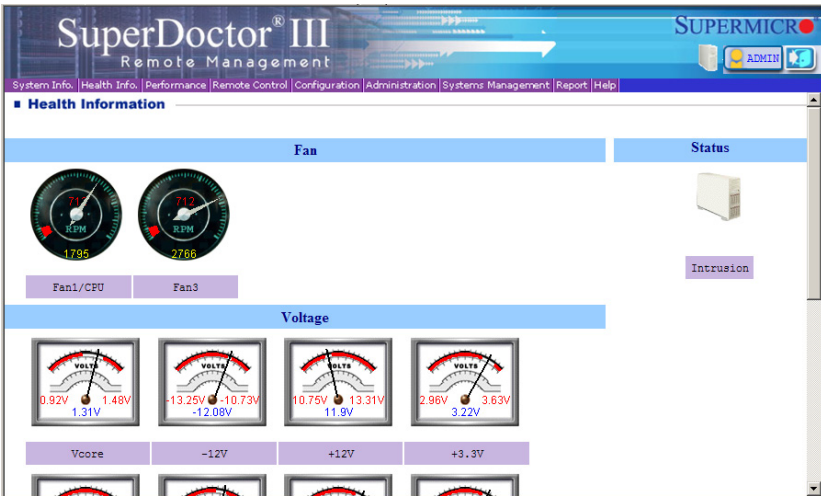 SuperDoctor® III
Remote Management
SUPERMICRO
ADMIN
System Info. Health Info. Performance Remote Control Configuration Administration Systems Management Report Help
Health Information
Fan
Status
712 712
RPM RPM
1795 2766
Fan1/CPU Fan3
Intrusion
Voltage
VOLTS VOLTS VOLTS VOLTS
0.92V 1.48V -13.25V -10.73V 10.75V 13.31V 2.96V 3.63V
1.31V -12.08V 11.9V 3.22V
Vcore -12V +12V +3.3V